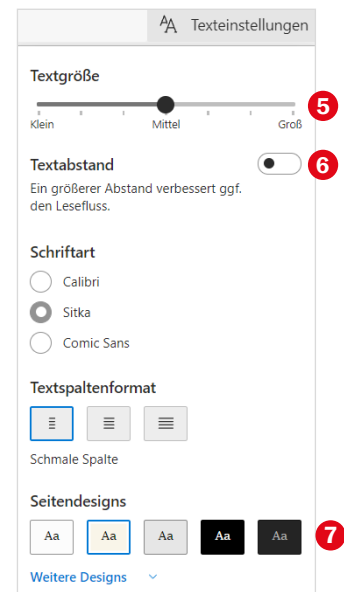 AA Texteinstellungen
Textgröße
5
Klein Mittel Groß
Textabstand
6
Ein größerer Abstand verbessert ggf.
den Lesefluss.
Schriftart
Calibri
Sitka
Comic Sans
Textspaltenformat
Schmale Spalte
Seitendesigns
Aa Aa Aa Aa Aa
7
Weitere Designs